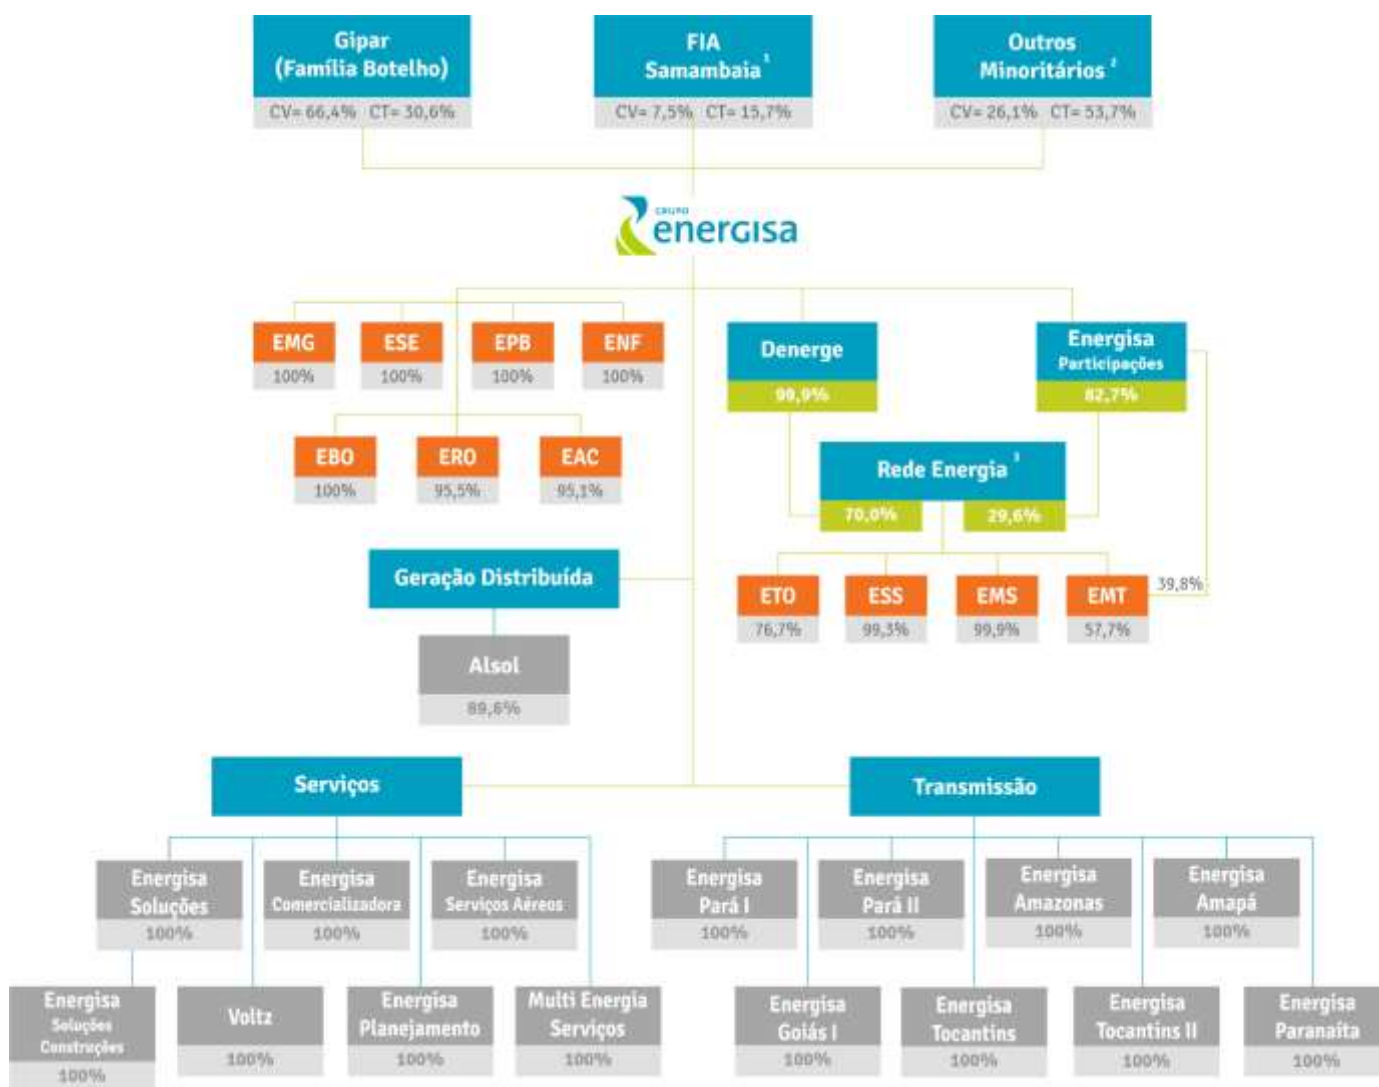 Gipar
(Família Botelho)
CV= 66,4% CT= 30,6%
FIA
Samambaia 1
CV= 7,5% CT= 15,7%
Outros
Minoritários 2
CV= 26,1% CT= 53,7%
GRUPO
energisa
EMG
100%
ESE
100%
EPB
100%
ENF
100%
Denerge
99,9%
Energisa
Participações
82,7%
EBO
100%
ERO
95,5%
EAC
95,1%
Rede Energia 3
70,0%
29,6%
Geração Distribuída
Alsol
89,6%
ETO
76,7%
ESS
99,3%
EMS
99,9%
EMT
57,7%
39,8%
Serviços
Energisa
Soluções
100%
Energisa
Comercializadora
100%
Energisa
Serviços Aéreos
100%
Energisa
Soluções
Construções
100%
Voltz
100%
Energisa
Planejamento
100%
Multi Energia
Serviços
100%
Transmissão
Energisa
Pará I
100%
Energisa
Pará II
100%
Energisa
Amazonas
100%
Energisa
Amapá
100%
Energisa
Goiás I
100%
Energisa
Tocantins
100%
Energisa
Tocantins II
100%
Energisa
Paranaíta
100%